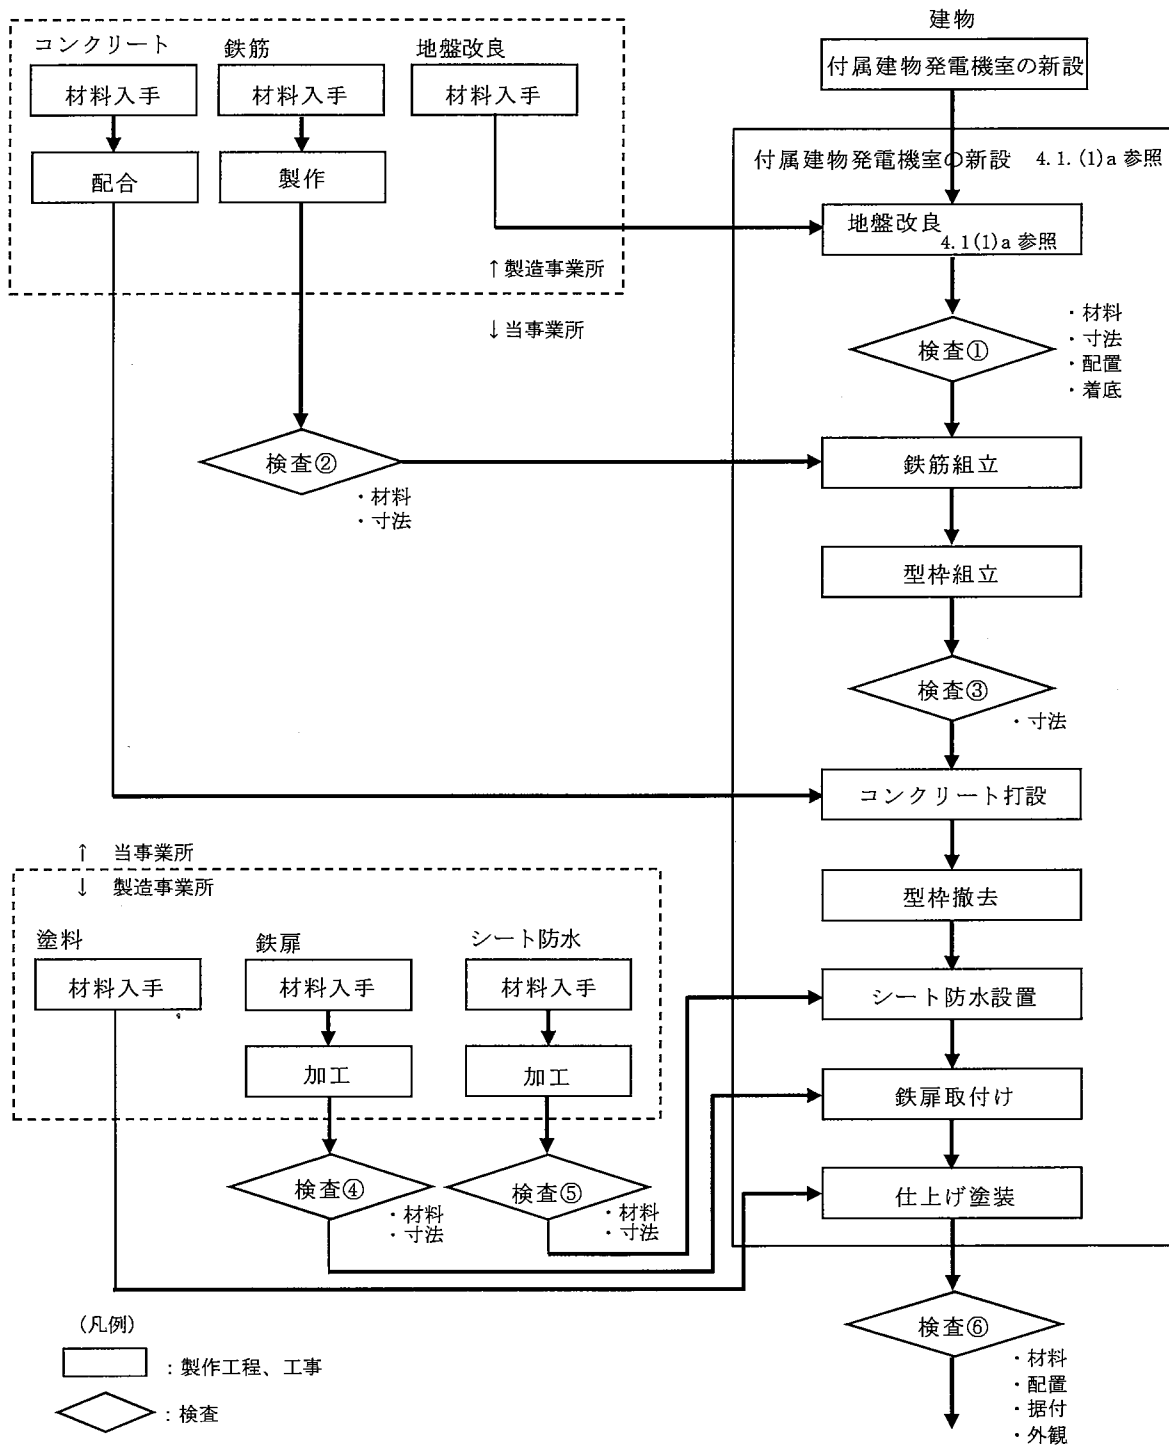 建物
付属建物発電機室の新設
コンクリート
鉄筋
地盤改良
材料入手
材料入手
材料入手
配合
製作
↑製造事業所
↓当事業所
付属建物発電機室の新設 4.1.(1)a 参照
地盤改良
4.1(1)a 参照
検査①
・材料
・寸法
・配置
・着底
検査②
・材料
・寸法
鉄筋組立
型枠組立
検査③
・寸法
コンクリート打設
型枠撤去
↑ 当事業所
↓ 製造事業所
塗料
鉄扉
シート防水
材料入手
材料入手
材料入手
加工
加工
シート防水設置
鉄扉取付け
仕上げ塗装
検査④
・材料
・寸法
検査⑤
・材料
・寸法
検査⑥
・材料
・配置
・据付
・外観
(凡例)
：製作工程、工事
：検査